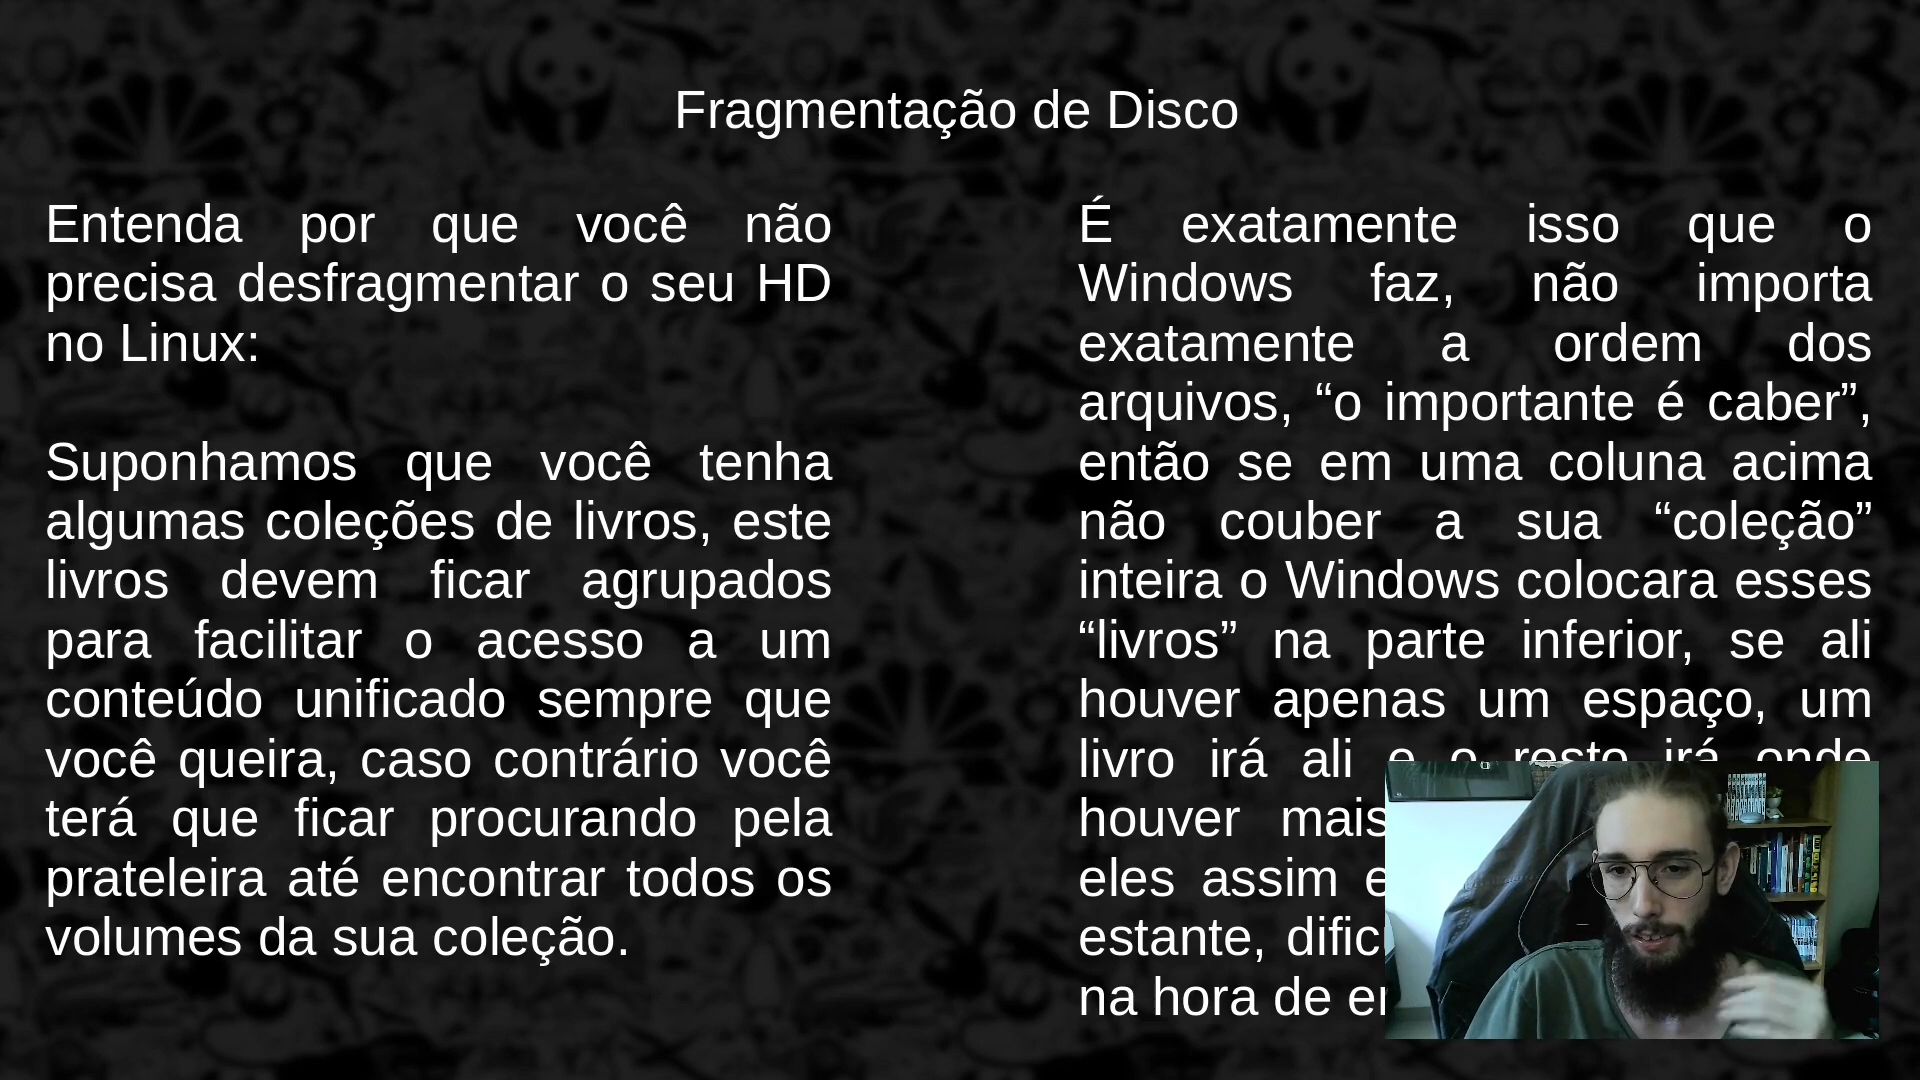 Fragmentação de Disco
Entenda por que você não
precisa desfragmentar o seu HD
no Linux:
Suponhamos que você tenha
algumas coleções de livros, este
livros devem ficar agrupados
para facilitar o acesso a um
conteúdo unificado sempre que
você queira, caso contrário você
terá que ficar procurando pela
prateleira até encontrar todos os
volumes da sua coleção.
É exatamente isso que o
Windows faz, não importa
exatamente a ordem dos
arquivos, “o importante é caber”,
então se em uma coluna acima
não couber a sua “coleção”
inteira o Windows colocara esses
“livros” na parte inferior, se ali
houver apenas um espaço, um
livro irá ali e o resto irá onde
houver mais
eles assim
estante,
na hora de